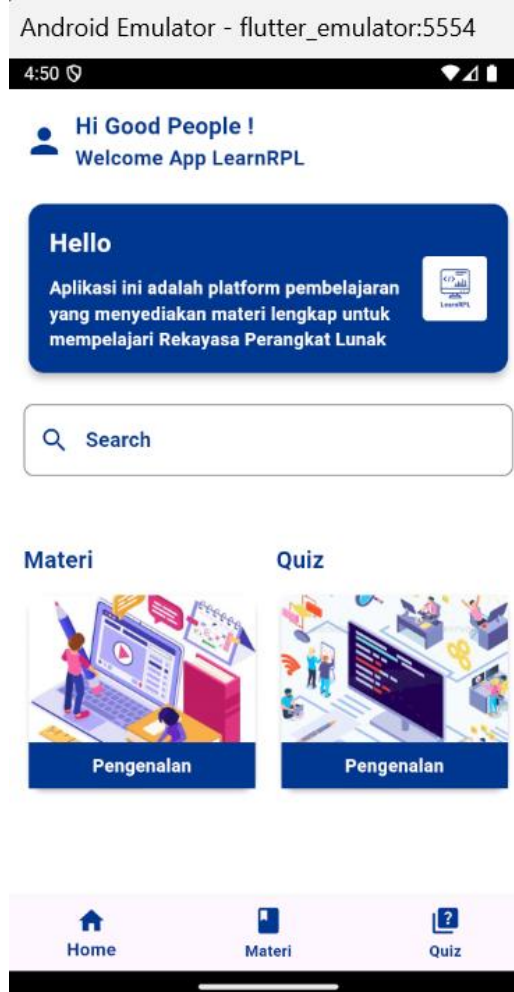 Android Emulator - flutter_emulator:5554
4:50
Hi Good People !
Welcome App LearnRPL
Hello
Aplikasi ini adalah platform pembelajaran
yang menyediakan materi lengkap untuk
mempelajari Rekayasa Perangkat Lunak
LearnRPL
Search
Materi
Quiz
Pengenalan
Pengenalan
Home
Materi
Quiz